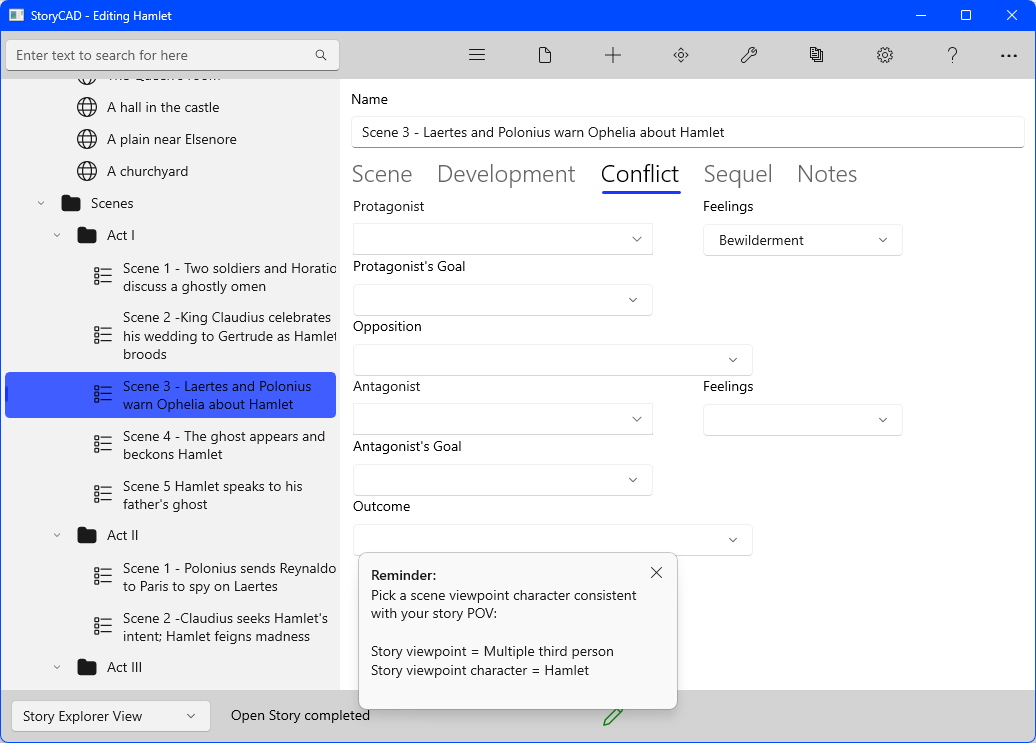 StoryCAD - Editing Hamlet
Enter text to search for here
The Queen's room
A hall in the castle
A plain near Elsenore
A churchyard
Scenes
Act I
Scene 1 - Two soldiers and Horatio
discuss a ghostly omen
Scene 2 -King Claudius celebrates
his wedding to Gertrude as Hamlet
broods
Scene 3 - Laertes and Polonius
warn Ophelia about Hamlet
Scene 4 - The ghost appears and
beckons Hamlet
Scene 5 Hamlet speaks to his
father's ghost
Act II
Scene 1 - Polonius sends Reynaldo
to Paris to spy on Laertes
Scene 2 -Claudius seeks Hamlet's
intent; Hamlet feigns madness
Act III
Name
Scene 3 - Laertes and Polonius warn Ophelia about Hamlet
Scene Development Conflict Sequel Notes
Protagonist Feelings
Bewilderment
Protagonist's Goal
Opposition
Antagonist Feelings
Antagonist's Goal
Outcome
Reminder:
Pick a scene viewpoint character consistent
with your story POV:
Story viewpoint = Multiple third person
Story viewpoint character = Hamlet
Story Explorer View
Open Story completed